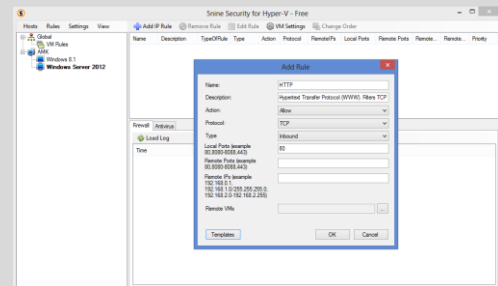 5nine Security for Hyper-V - Free
Hosts Rules Settings View
Add IP Rule Remove Rule Edit Rule VM Settings Change Order
Global
VM Rules
AMK
Windows 8.1
Windows Server 2012
Name Description TypeOfRule Type Action Protocol RemoteIPs Local Ports Remote Ports Remote... Remote... Priority
Firewall Antivirus
Load Log
Time
Add Rule
Name: HTTP
Description: Hypertext Transfer Protocol (WWW). Filters TCP
Action: Allow
Protocol: TCP
Type: Inbound
Local Ports (example 80,8080-8088,443) 80
Remote Ports (example 80,8080-8088,443)
Remote IPs (example 192.168.0.1, 192.168.1.0/255.255.255.0, 192.168.2.0-192.168.2.255)
Remote VMs ...
Templates OK Cancel